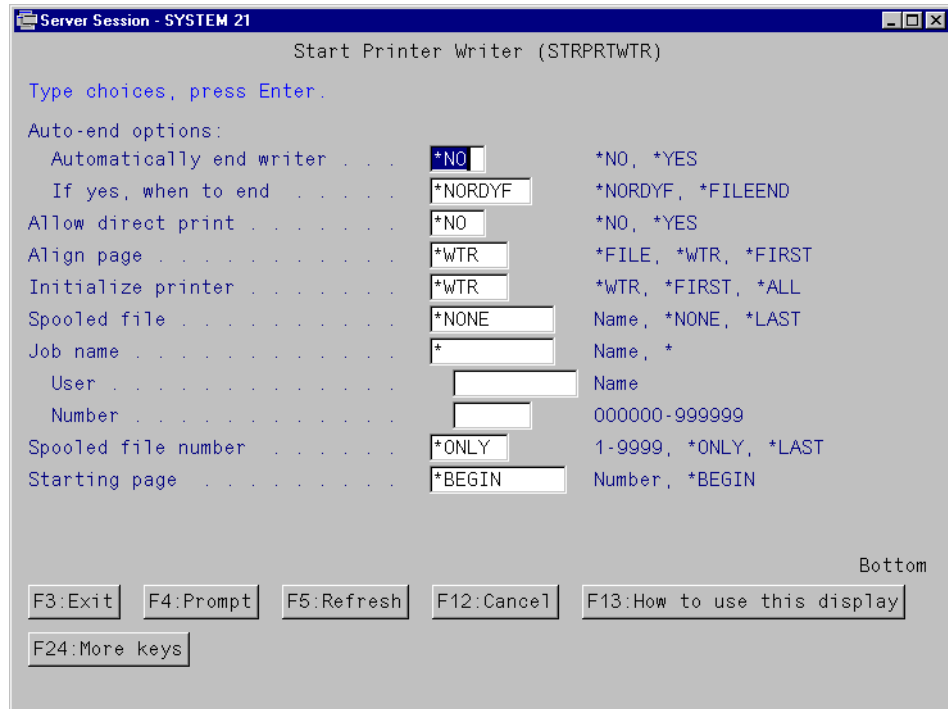 Server Session - SYSTEM 21
Start Printer Writer (STRPRTWTR)
Type choices, press Enter.
Auto-end options:
Automatically end writer . . . *NO *NO, *YES
If yes, when to end . . . . . *NORDYF *NORDYF, *FILEEND
Allow direct print . . . . . . . *NO *NO, *YES
Align page . . . . . . . . . . . *WTR *FILE, *WTR, *FIRST
Initialize printer . . . . . . . *WTR *WTR, *FIRST, *ALL
Spooled file . . . . . . . . . . *NONE Name, *NONE, *LAST
Job name . . . . . . . . . . . . * Name, *
User . . . . . . . . . . . . . Name
Number . . . . . . . . . . . . 000000-999999
Spooled file number . . . . . . *ONLY 1-9999, *ONLY, *LAST
Starting page . . . . . . . . . *BEGIN Number, *BEGIN
Bottom
F3:Exit F4:Prompt F5:Refresh F12:Cancel F13:How to use this display
F24:More keys